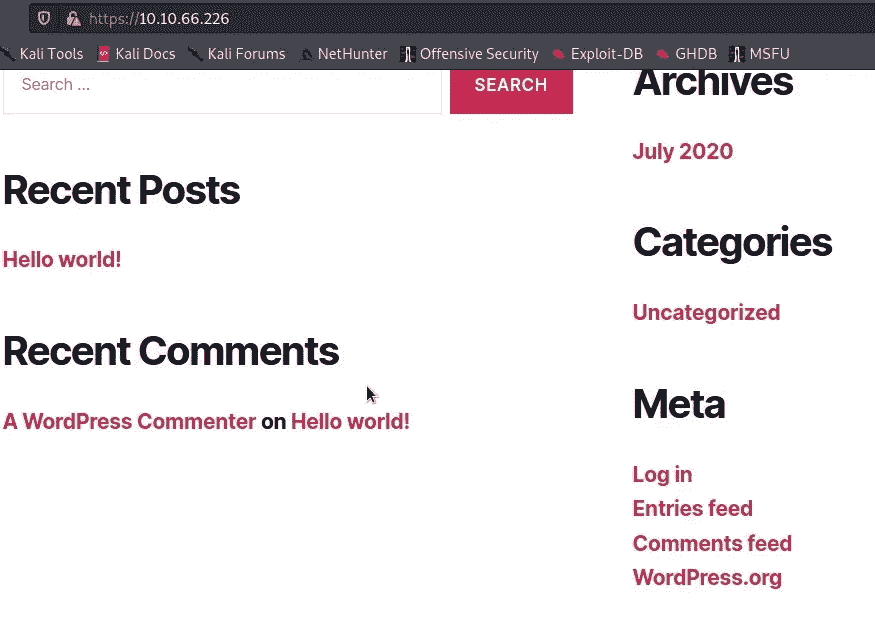 https://10.10.66.226
Kali Tools Kali Docs Kali Forums NetHunter Offensive Security Exploit-DB GHDB MSFU
Search ...
SEARCH
Recent Posts
Hello world!
Recent Comments
A WordPress Commenter on Hello world!
Archives
July 2020
Categories
Uncategorized
Meta
Log in
Entries feed
Comments feed
WordPress.org